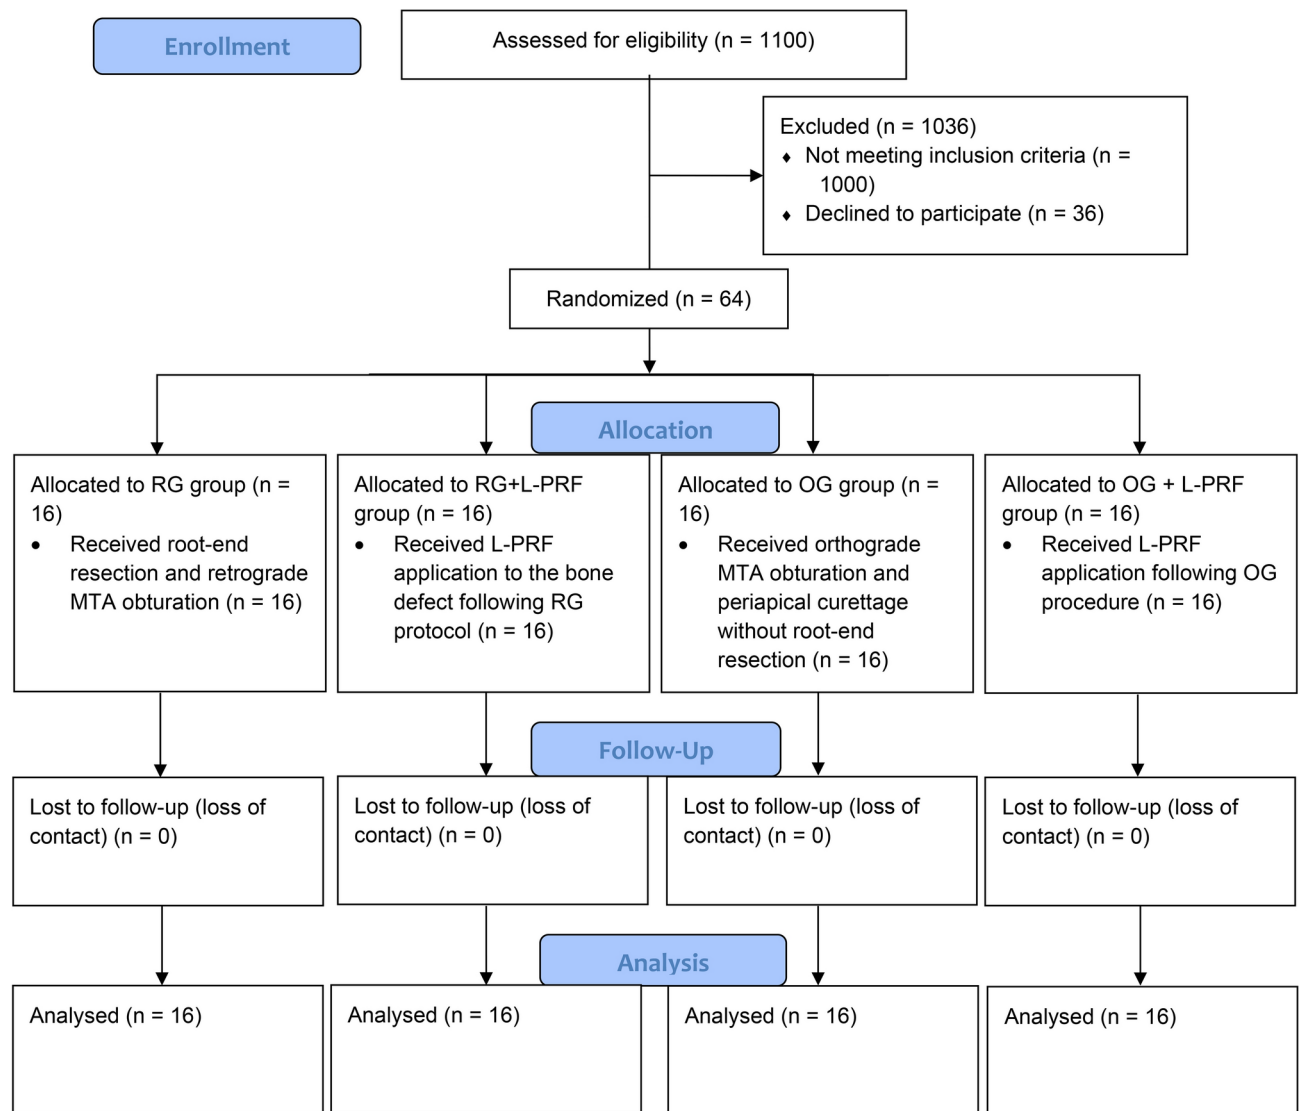 Enrollment
Assessed for eligibility (n = 1100)
Excluded (n = 1036)
♦ Not meeting inclusion criteria (n =
1000)
♦ Declined to participate (n = 36)
Randomized (n = 64)
Allocation
Allocated to RG group (n =
16)
• Received root-end
resection and retrograde
MTA obturation (n = 16)
Allocated to RG+L-PRF
group (n = 16)
• Received L-PRF
application to the bone
defect following RG
protocol (n = 16)
Allocated to OG group (n =
16)
• Received orthograde
MTA obturation and
periapical curettage
without root-end
resection (n = 16)
Allocated to OG + L-PRF
group (n = 16)
• Received L-PRF
application following OG
procedure (n = 16)
Follow-Up
Lost to follow-up (loss of
contact) (n = 0)
Lost to follow-up (loss of
contact) (n = 0)
Lost to follow-up (loss of
contact) (n = 0)
Lost to follow-up (loss of
contact) (n = 0)
Analysis
Analysed (n = 16)
Analysed (n = 16)
Analysed (n = 16)
Analysed (n = 16)